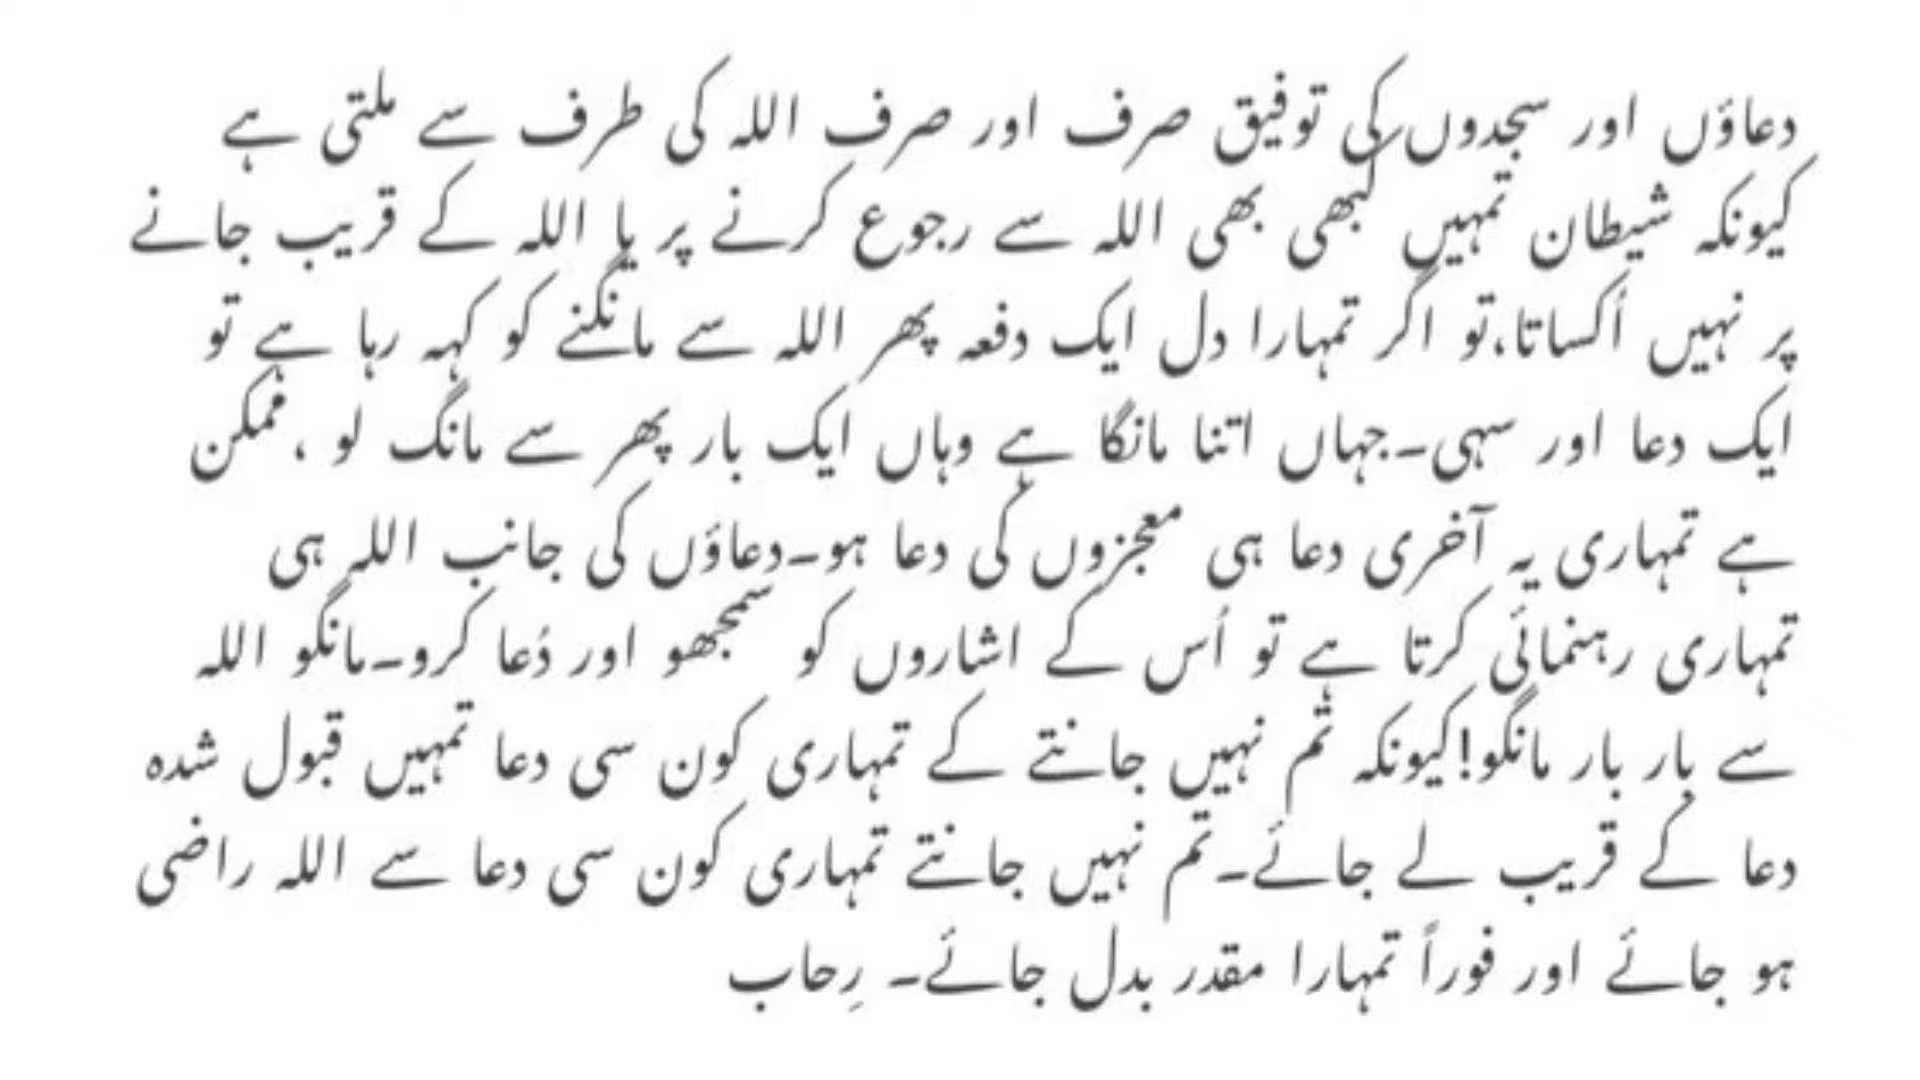 دعاؤں اور سجدوں کی توفیق صرف اور صرف اللہ کی طرف سے ملتی ہے
کیونکہ شیطان تمہیں کبھی بھی اللہ سے رجوع کرنے پر یا اللہ کے قریب جانے
پر نہیں اُکساتا،تو اگر تمہارا دل ایک دفعہ پھر اللہ سے مانگنے کو کہہ رہا ہے تو
ایک دعا اور سہی۔جہاں اتنا مانگا ہے وہاں ایک بار پھر سے مانگ لو ،ممکن
ہے تمہاری یہ آخری دعا ہی معجزوں کی دعا ہو۔دعاؤں کی جانب اللہ ہی
تمہاری رہنمائی کرتا ہے تو اُس کے اشاروں کو سمجھو اور دُعا کرو۔مانگو اللہ
سے بار بار مانگو!کیونکہ تم نہیں جانتے کے تمہاری کون سی دعا تمہیں قبول شدہ
دعا کے قریب لے جائے۔تم نہیں جانتے تمہاری کون سی دعا سے اللہ راضی
ہو جائے اور فوراً تمہارا مقدر بدل جائے۔ رِحاب